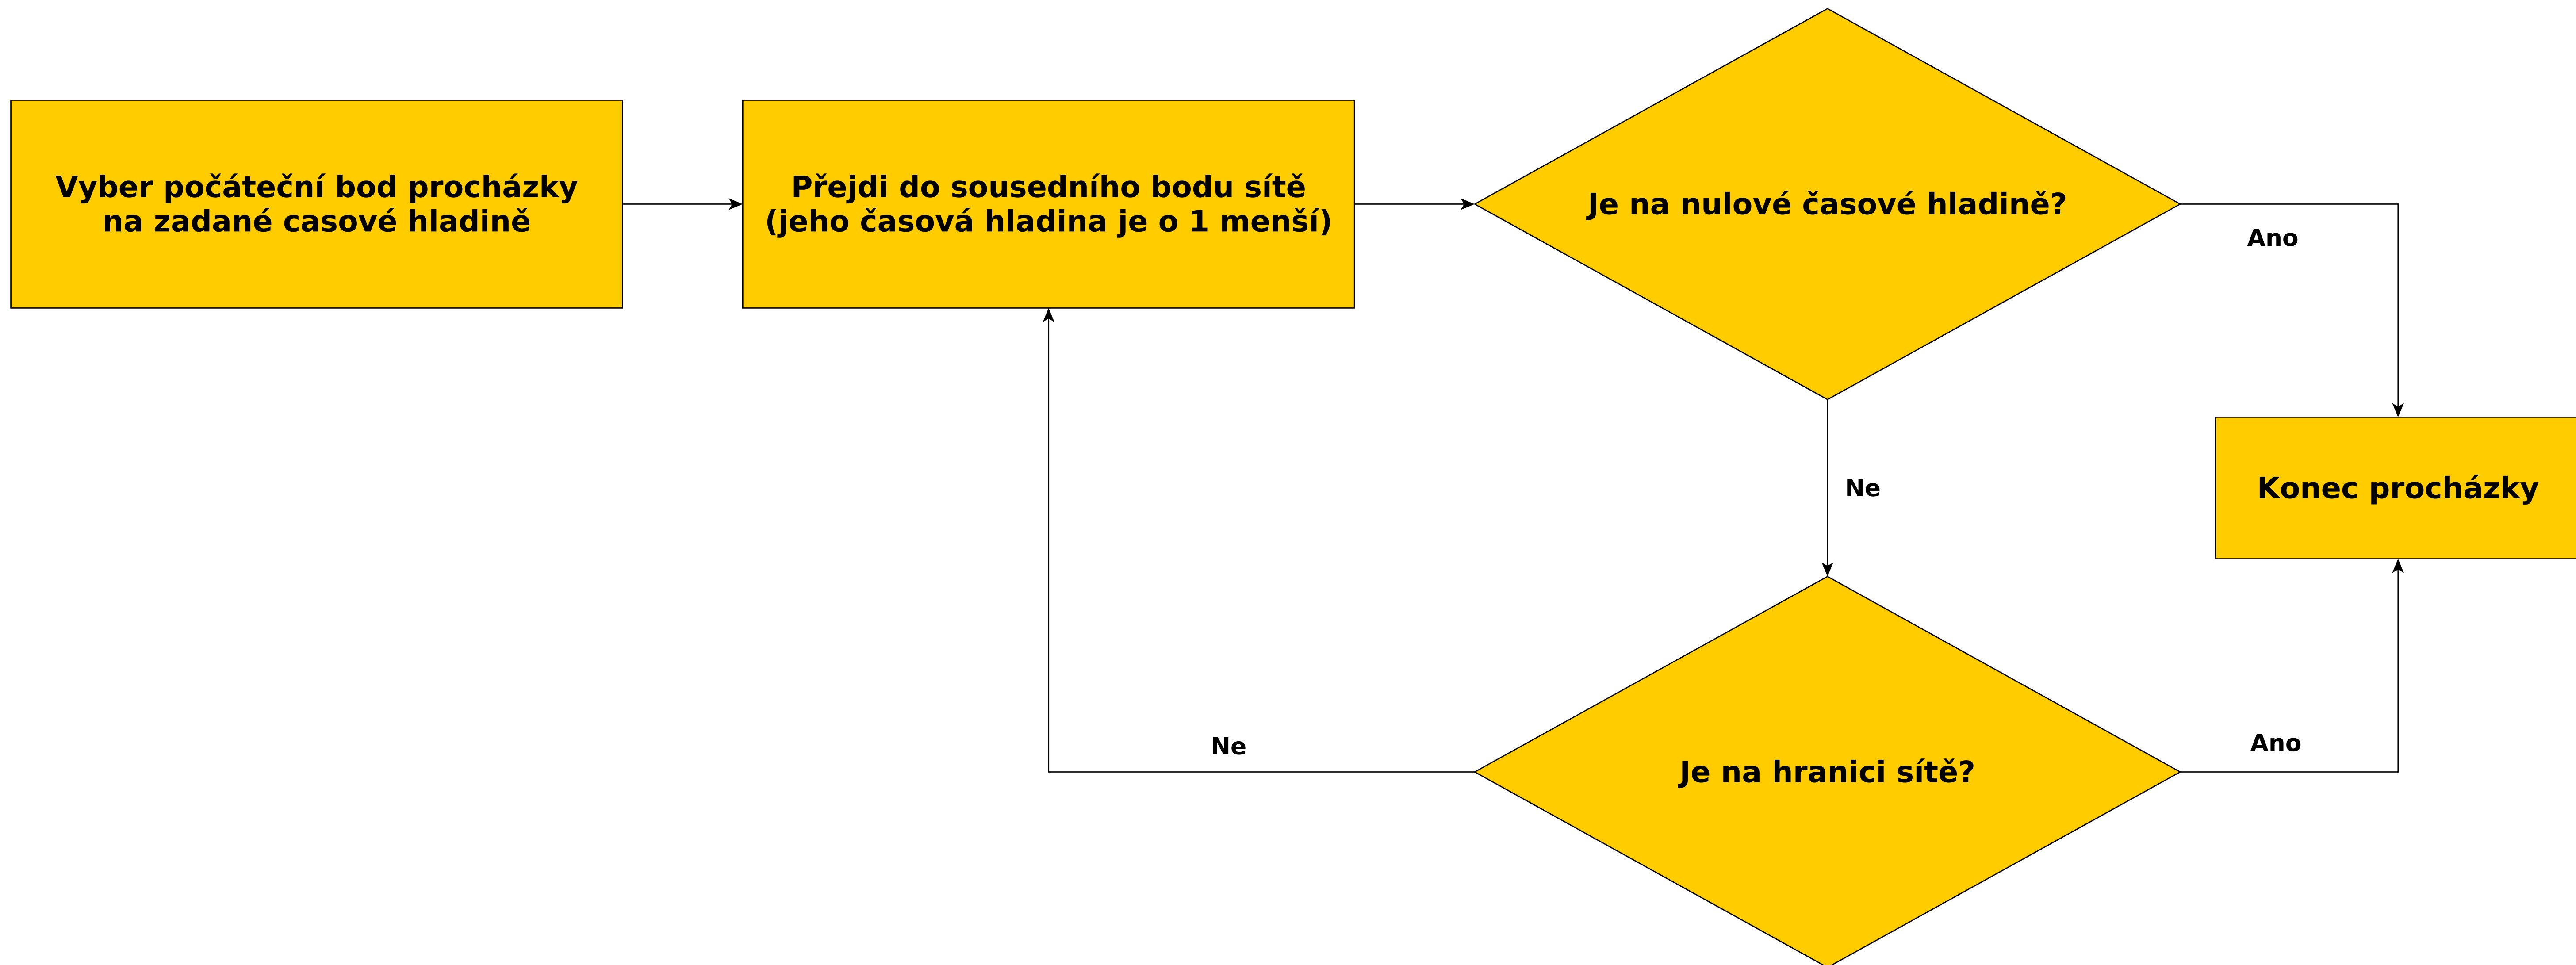 Vyber počáteční bod procházky
na zadané casové hladině
Přejdi do sousedního bodu sítě
(jeho časová hladina je o 1 menší)
Je na nulové časové hladině?
Ano
Ne
Konec procházky
Je na hranici sítě?
Ne
Ano